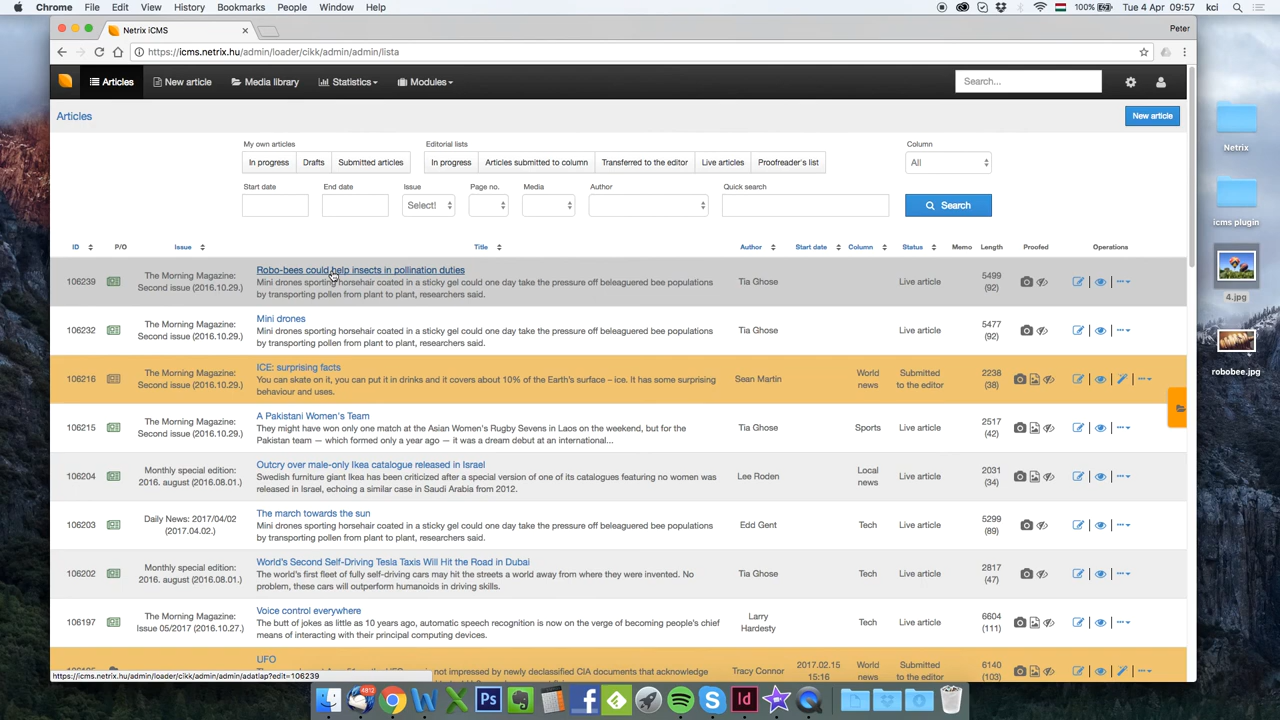 Chrome File Edit View History Bookmarks People Window Help 100% Tue 4 Apr 09:57 kci
Netrix iCMS Peter
https://icms.netrix.hu/admin/loader/cikk/admin/admin/lista
Articles New article Media library Statistics Modules Search...
Articles New article
My own articles Editorial lists Column
In progress Drafts Submitted articles In progress Articles submitted to column Transferred to the editor Live articles Proofreader's list All
Start date End date Issue Page no. Media Author Quick search
Select! Search
ID P/O Issue Title Author Start date Column Status Memo Length Proofed Operations
106239 The Morning Magazine: Second issue (2016.10.29.) Robo-bees could help insects in pollination duties Tia Ghose Live article 5499 (92)
Mini drones sporting horsehair coated in a sticky gel could one day take the pressure off beleaguered bee populations
by transporting pollen from plant to plant, researchers said.
106232 The Morning Magazine: Second issue (2016.10.29.) Mini drones Tia Ghose Live article 5477 (92)
Mini drones sporting horsehair coated in a sticky gel could one day take the pressure off beleaguered bee populations
by transporting pollen from plant to plant, researchers said.
106216 The Morning Magazine: Second issue (2016.10.29.) ICE: surprising facts Sean Martin World news Submitted to the editor 2238 (38)
You can skate on it, you can put it in drinks and it covers about 10% of the Earth's surface – ice. It has some surprising
behaviour and uses.
106215 The Morning Magazine: Second issue (2016.10.29.) A Pakistani Women's Team Tia Ghose Sports Live article 2517 (42)
They might have won only one match at the Asian Women's Rugby Sevens in Laos on the weekend, but for the
Pakistan team — which formed only a year ago — it was a dream debut at an international...
106204 Monthly special edition: 2016. august (2016.08.01.) Outcry over male-only Ikea catalogue released in Israel Lee Roden Local news Live article 2031 (34)
Swedish furniture giant Ikea has been criticized after a special version of one of its catalogues featuring no women was
released in Israel, echoing a similar case in Saudi Arabia from 2012.
106203 Daily News: 2017/04/02 (2017.04.02.) The march towards the sun Edd Gent Tech Live article 5299 (89)
Mini drones sporting horsehair coated in a sticky gel could one day take the pressure off beleaguered bee populations
by transporting pollen from plant to plant, researchers said.
106202 Monthly special edition: 2016. august (2016.08.01.) World's Second Self-Driving Tesla Taxis Will Hit the Road in Dubai Tia Ghose Tech Live article 2817 (47)
The world's first fleet of fully self-driving cars may hit the streets a world away from where they were invented. No
problem, these cars will outperform humanoids in driving skills.
106197 The Morning Magazine: Issue 05/2017 (2016.10.27.) Voice control everywhere Larry Hardesty Tech Live article 6604 (111)
The butt of jokes as little as 10 years ago, automatic speech recognition is now on the verge of becoming people's chief
means of interacting with their principal computing devices.
UFO Tracy Connor 2017.02.15 15:16 World news Submitted to the editor 6140 (103)
not impressed by newly declassified CIA documents that acknowledge
https://icms.netrix.hu/admin/loader/cikk/admin/admin/adatlap?edit=106239
Netrix
icms plugin
4.jpg
robobee.jpg
4812
Ps
Id